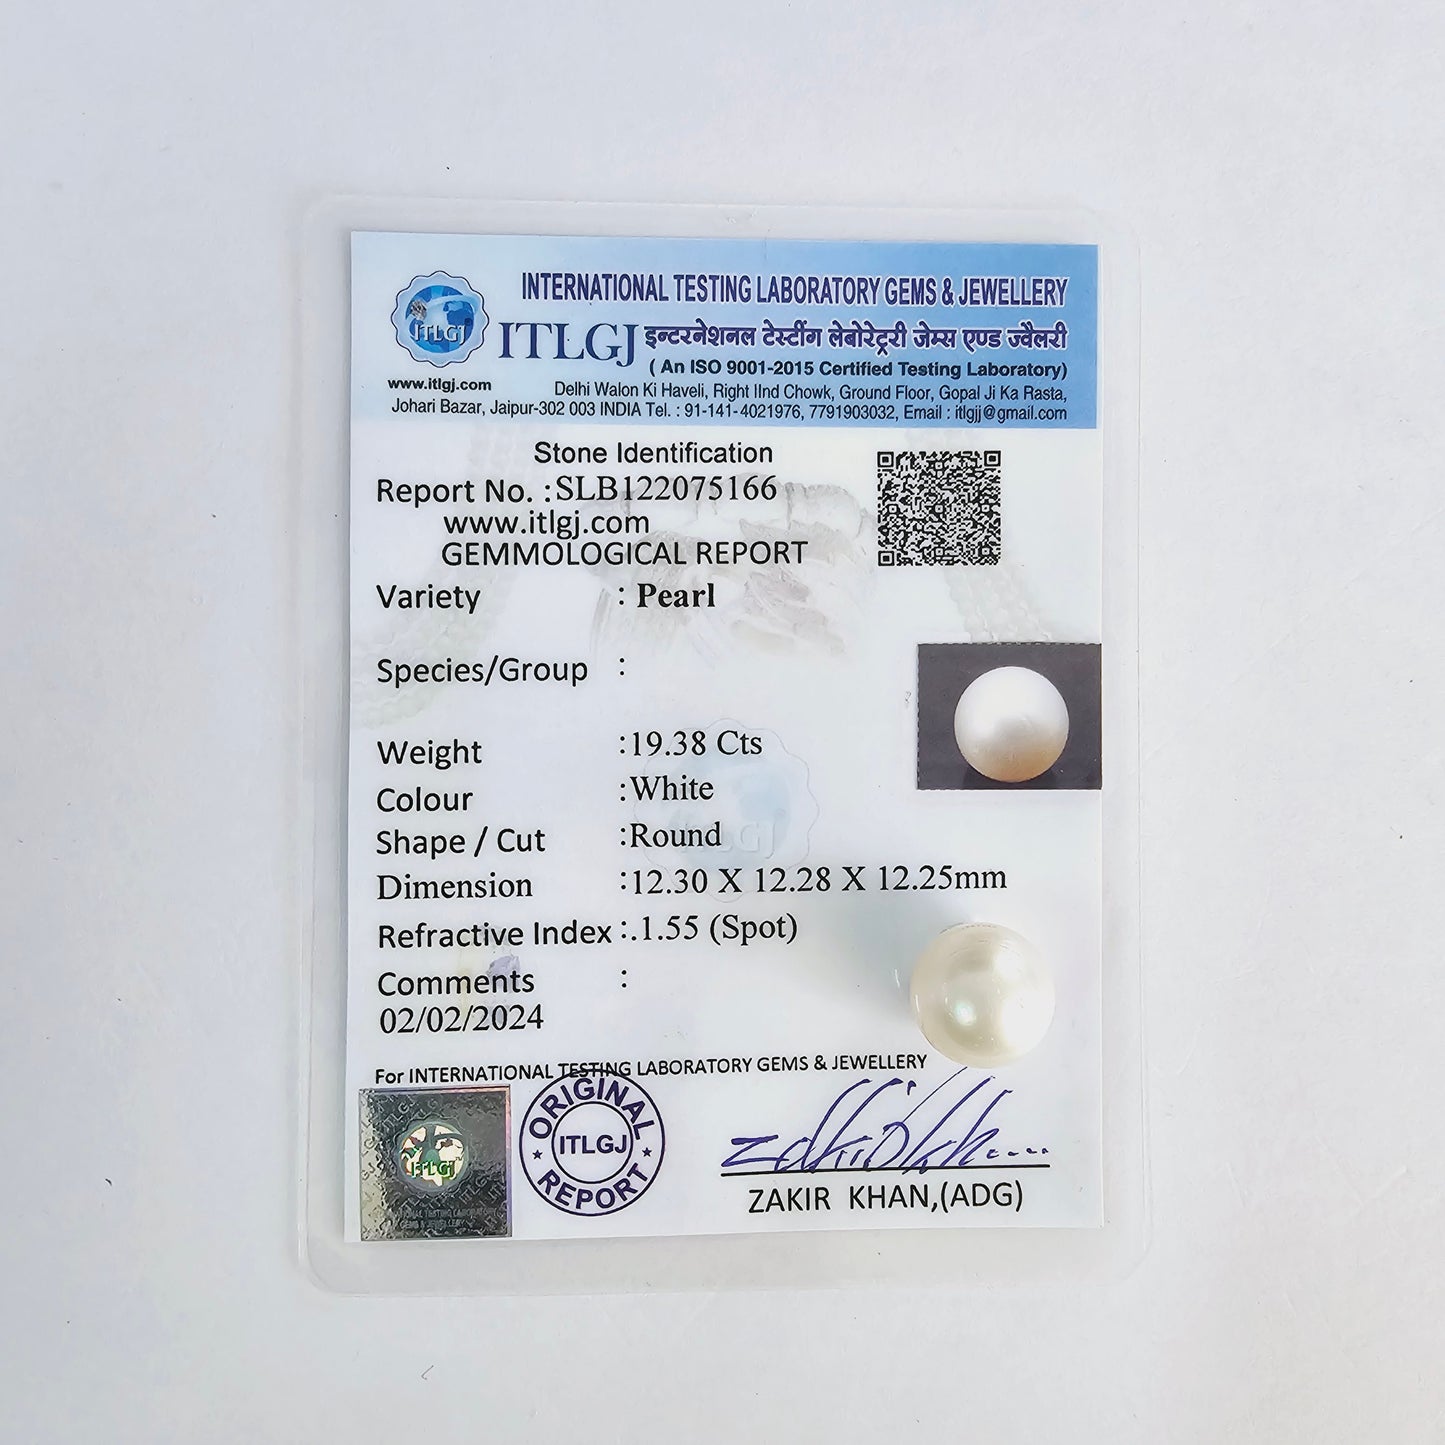 INTERNATIONAL TESTING LABORATORY GEMS & JEWELLERY
ITLGJ
ITLGJ इन्टरनेशनल टेस्टींग लेबोरेट्ररी जेम्स एण्ड ज्वैलरी
( An ISO 9001-2015 Certified Testing Laboratory)
www.itlgj.com
Delhi Walon Ki Haveli, Right IInd Chowk, Ground Floor, Gopal Ji Ka Rasta,
Johari Bazar, Jaipur-302 003 INDIA Tel. : 91-141-4021976, 7791903032, Email : itlgjj@gmail.com
Stone Identification
Report No. : SLB122075166
www.itlgj.com
GEMMOLOGICAL REPORT
Variety : Pearl
Species/Group :
Weight :19.38 Cts
Colour :White
Shape / Cut :Round
Dimension :12.30 X 12.28 X 12.25mm
Refractive Index :.1.55 (Spot)
Comments :
02/02/2024
For INTERNATIONAL TESTING LABORATORY GEMS & JEWELLERY
ITLGJ
ORIGINAL
ITLGJ
REPORT
ZAKIR KHAN,(ADG)